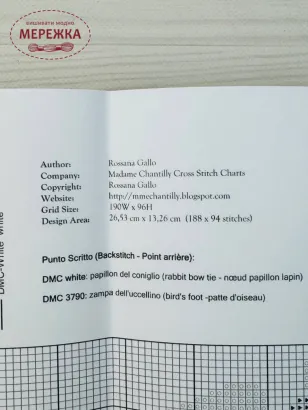 ВИШИВАТИ МОДНО
МЕРЕЖКА
Author: Rossana Gallo
Company: Madame Chantilly Cross Stitch Charts
Copyright: Rossana Gallo
Website: http://mmechantilly.blogspot.com
Grid Size: 190W x 96H
Design Area: 26,53 cm x 13,26 cm (188 x 94 stitches)
Punto Scritto (Backstitch - Point arrière):
DMC white: papillon del coniglio (rabbit bow tie - nœud papillon lapin)
DMC 3790: zampa dell'uccellino (bird's foot -patte d'oiseau)
DMC-White white